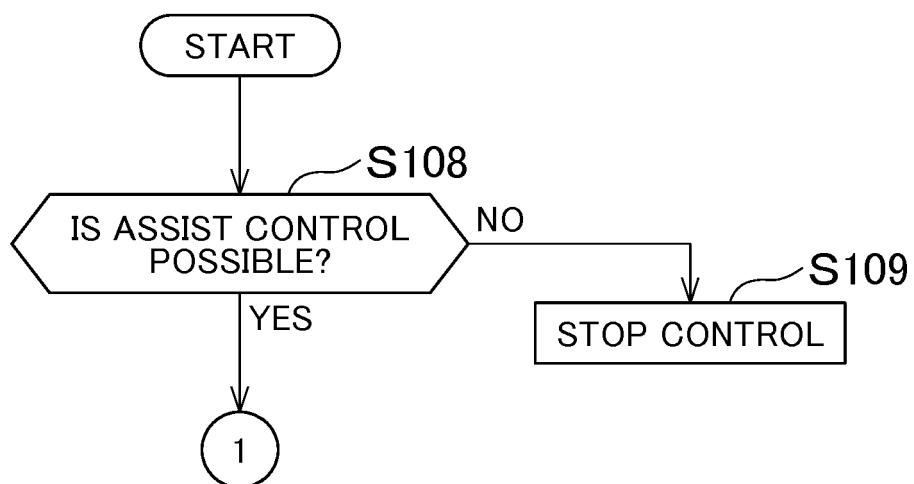 START
S108
IS ASSIST CONTROL
POSSIBLE?
NO
YES
S109
STOP CONTROL
1